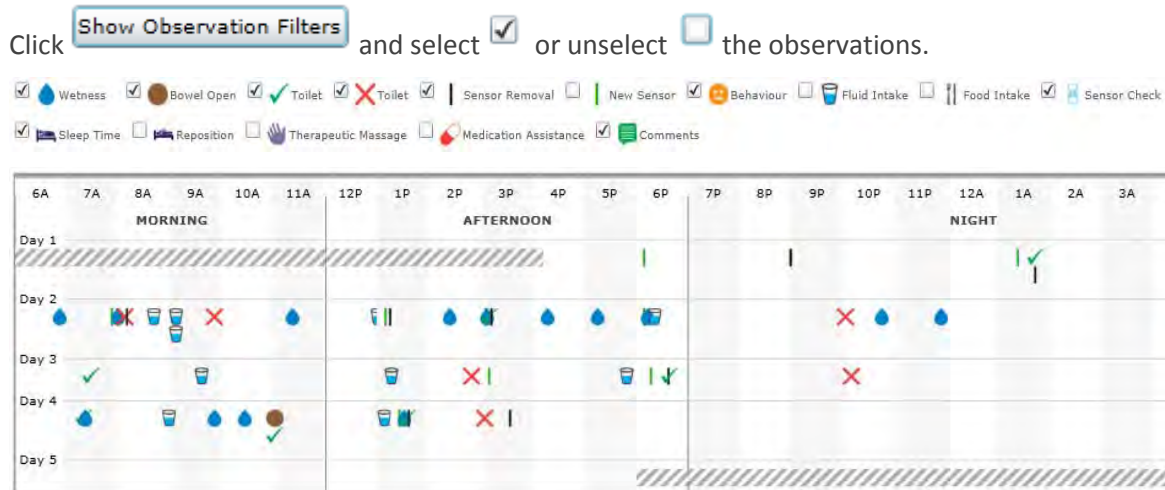 Click Show Observation Filters and select or unselect the observations.
Wetness Bowel Open Toilet Toilet Sensor Removal New Sensor Behaviour Fluid Intake Food Intake Sensor Check
Sleep Time Reposition Therapeutic Massage Medication Assistance Comments
6A 7A 8A 9A 10A 11A 12P 1P 2P 3P 4P 5P 6P 7P 8P 9P 10P 11P 12A 1A 2A 3A
MORNING AFTERNOON NIGHT
Day 1
Day 2
Day 3
Day 4
Day 5